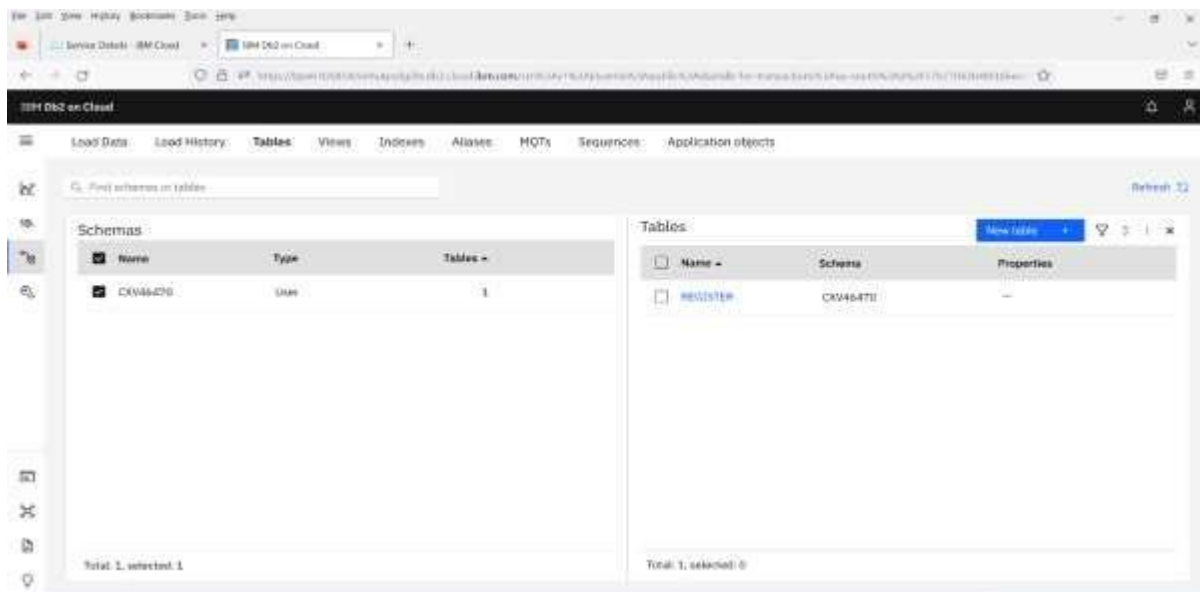 File Edit View History Bookmarks Tools Help
Service Details - IBM Cloud
IBM Db2 on Cloud
IBM Db2 on Cloud
Load Data Load History Tables Views Indexes Aliases MQTs Sequences Application objects
Find schemas or tables
Refresh
Schemas
Name Type Tables
CXV46470 User 1
Total: 1, selected: 1
Tables
New table +
Name Schema Properties
REGISTER CXV46470 ---
Total: 1, selected: 0